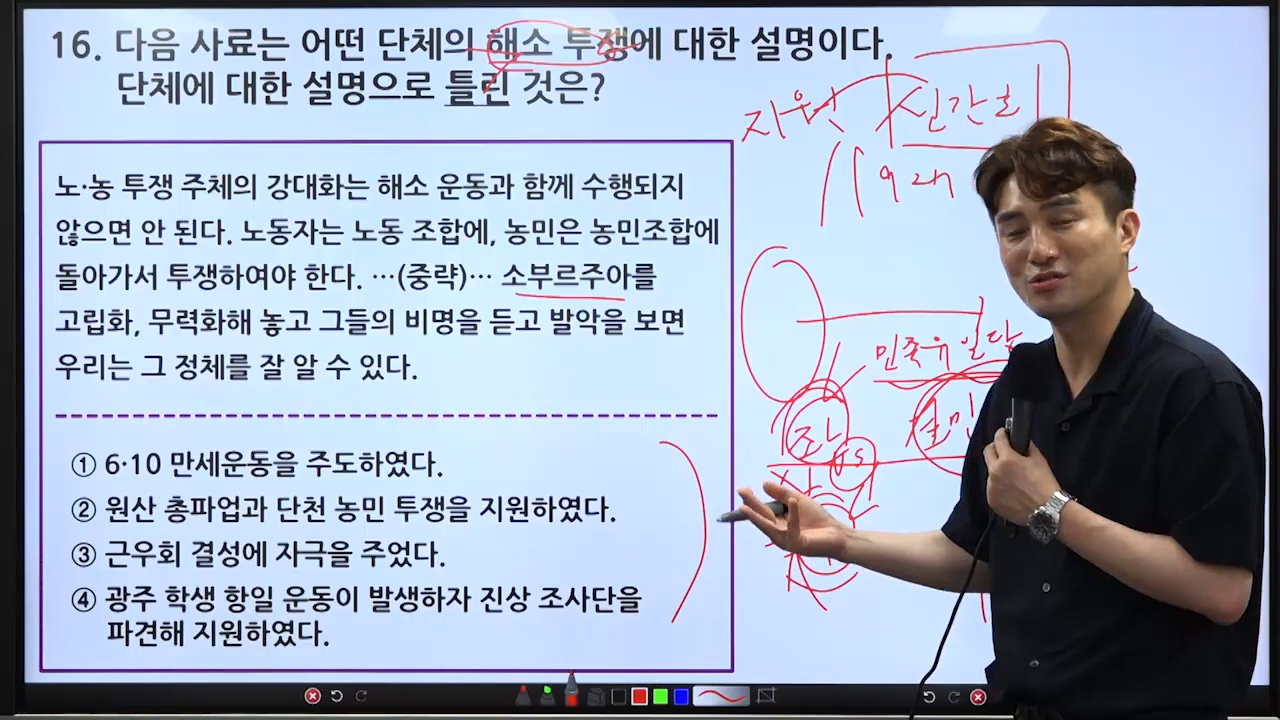 16. 다음 사료는 어떤 단체의 해소 투쟁에 대한 설명이다.
단체에 대한 설명으로 틀린 것은?
노·농 투쟁 주체의 강대화는 해소 운동과 함께 수행되지
않으면 안 된다. 노동자는 노동 조합에, 농민은 농민조합에
돌아가서 투쟁하여야 한다. …(중략)… 소부르주아를
고립화, 무력화해 놓고 그들의 비명을 듣고 발악을 보면
우리는 그 정체를 잘 알 수 있다.
① 6·10 만세운동을 주도하였다.
② 원산 총파업과 단천 농민 투쟁을 지원하였다.
③ 근우회 결성에 자극을 주었다.
④ 광주 학생 항일 운동이 발생하자 진상 조사단을
파견해 지원하였다.
지원 신간회
민족유일당
조
vs